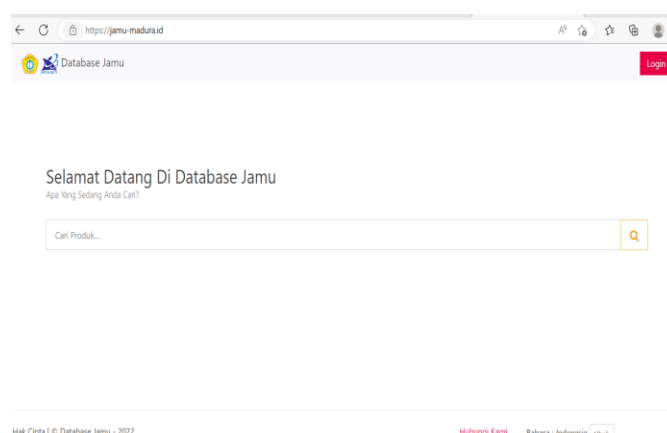 https://jamu-madura.id
Database Jamu
Login
Selamat Datang Di Database Jamu
Apa Yang Sedang Anda Cari?
Cari Produk...
Hak Cipta | © Database Jamu - 2022
Hubungi Kami
Bahasa : Indonesia